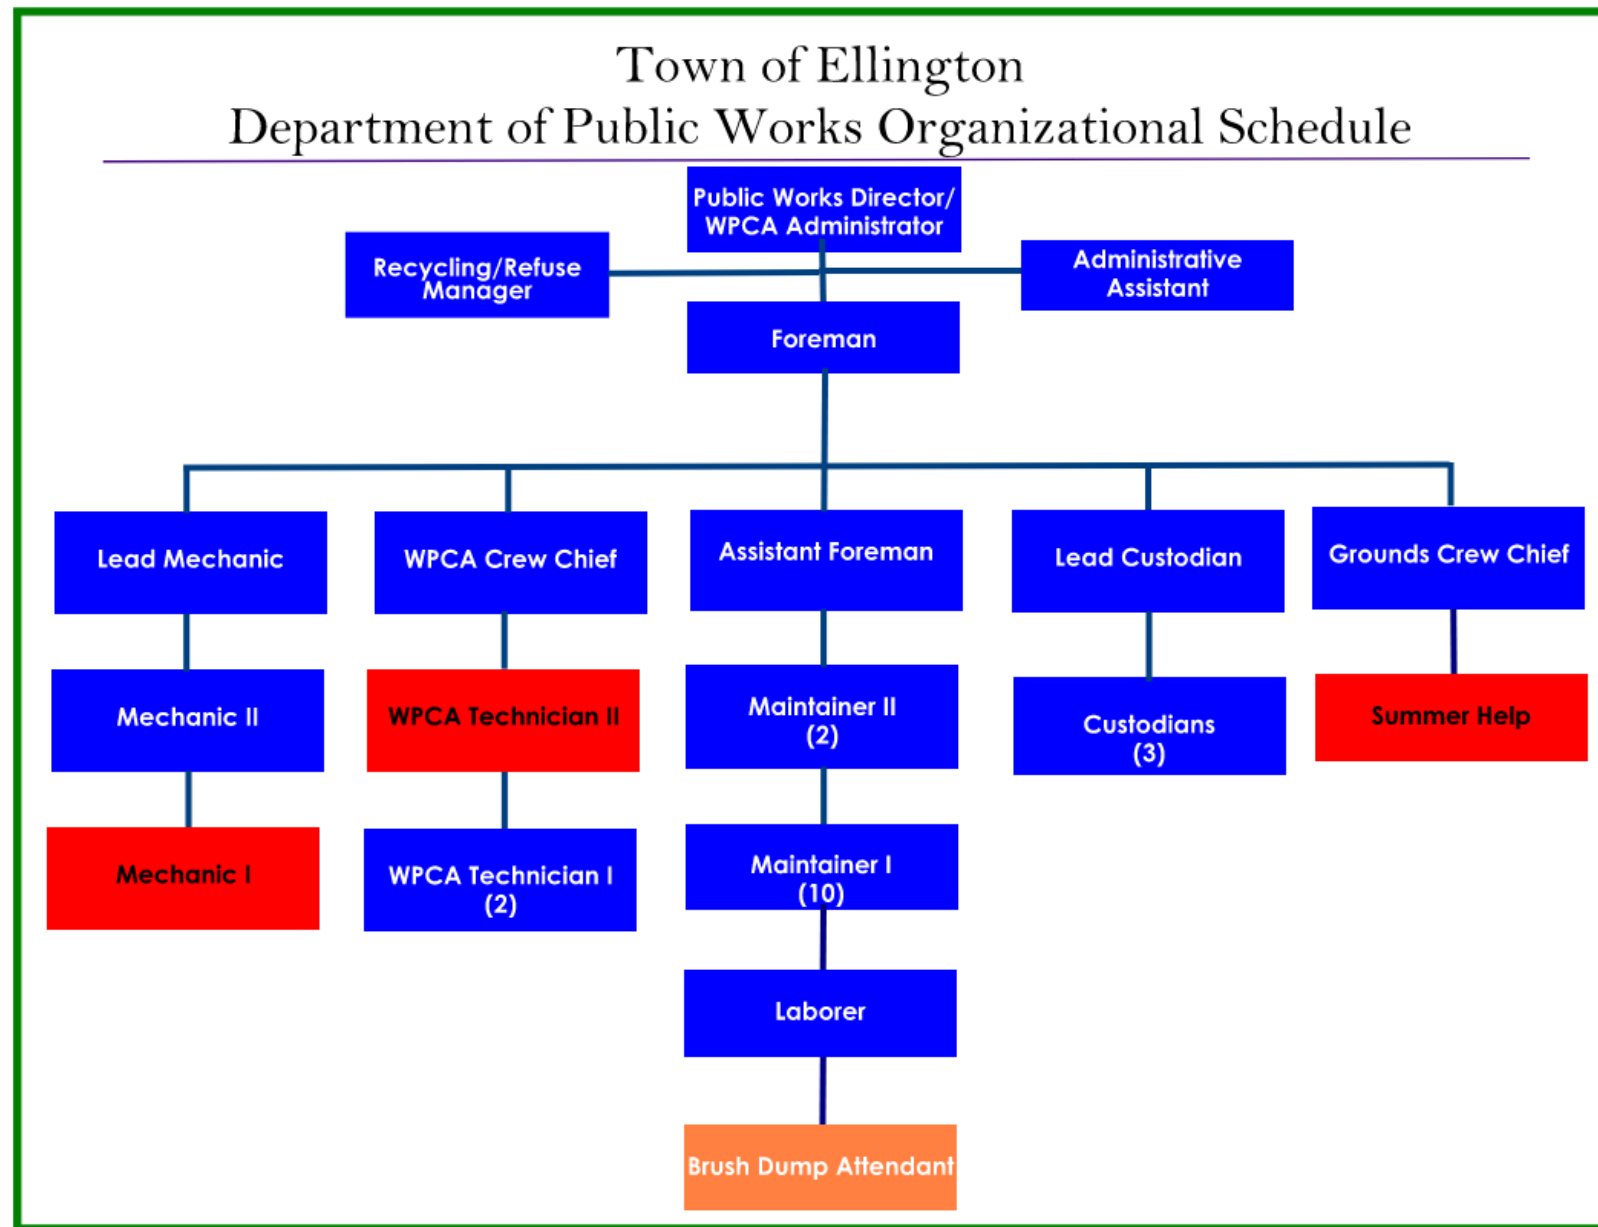 Town of Ellington
Department of Public Works Organizational Schedule
Public Works Director/
WPCA Administrator
Recycling/Refuse
Manager
Administrative
Assistant
Foreman
Lead Mechanic
WPCA Crew Chief
Assistant Foreman
Lead Custodian
Grounds Crew Chief
Mechanic II
WPCA Technician II
Maintainer II
(2)
Custodians
(3)
Summer Help
Mechanic I
WPCA Technician I
(2)
Maintainer I
(10)
Laborer
Brush Dump Attendant